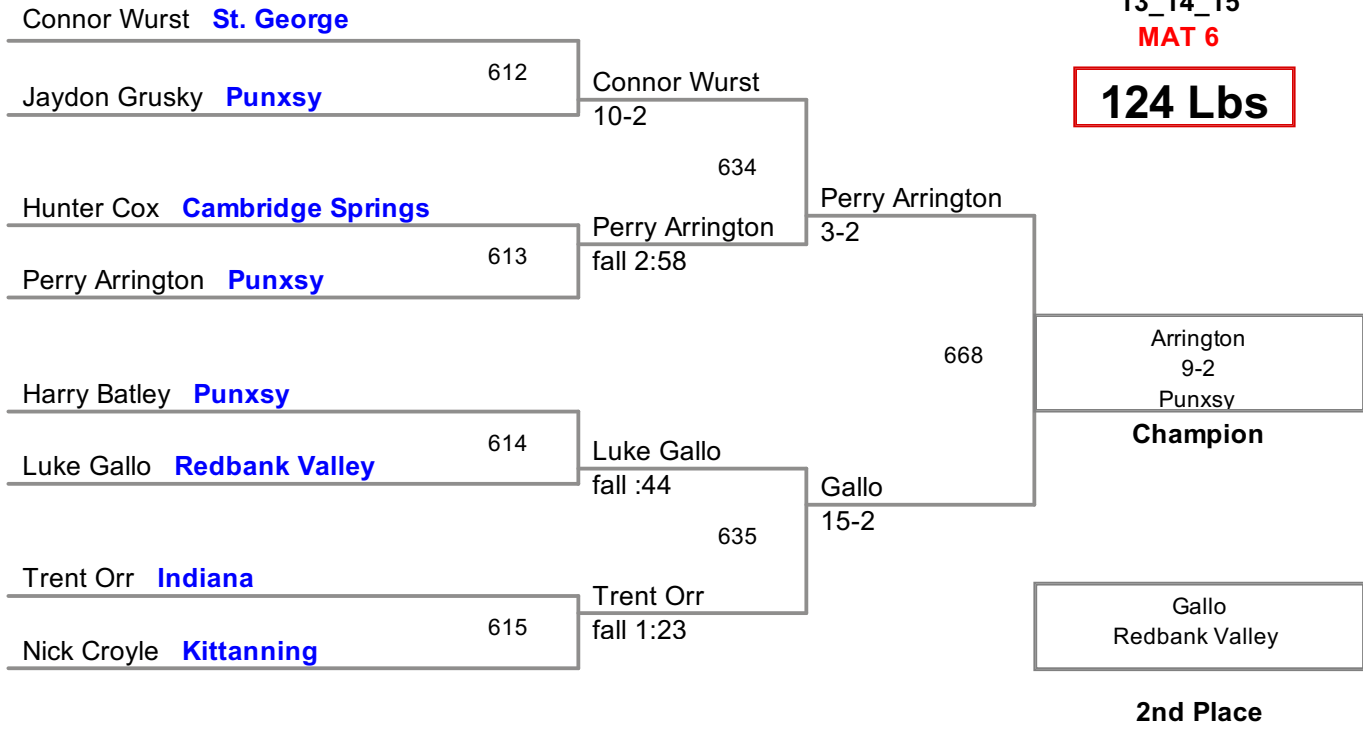 Connor Wurst St. George
13_14_15
MAT 6
612
Jaydon Grusky Punxsy
Connor Wurst
10-2
124 Lbs
634
Hunter Cox Cambridge Springs
Perry Arrington
3-2
613
Perry Arrington
fall 2:58
Perry Arrington Punxsy
668
Arrington
9-2
Punxsy
Champion
Harry Batley Punxsy
614
Luke Gallo Redbank Valley
Luke Gallo
fall :44
Gallo
15-2
635
Trent Orr Indiana
Trent Orr
fall 1:23
615
Nick Croyle Kittanning
Gallo
Redbank Valley
2nd Place